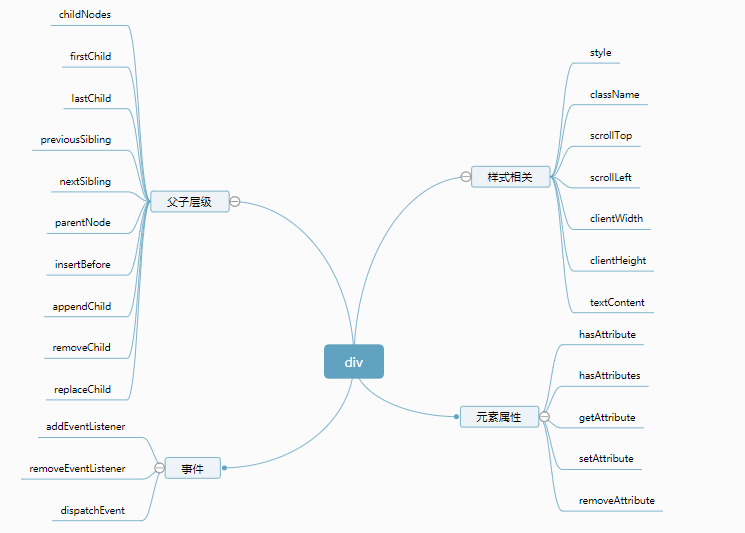 childNodes
firstChild
lastChild
previousSibling
nextSibling
parentNode
insertBefore
appendChild
removeChild
replaceChild
父子层级
addEventListener
removeEventListener
dispatchEvent
事件
div
样式相关
style
className
scrollTop
scrollLeft
clientWidth
clientHeight
textContent
元素属性
hasAttribute
hasAttributes
getAttribute
setAttribute
removeAttribute